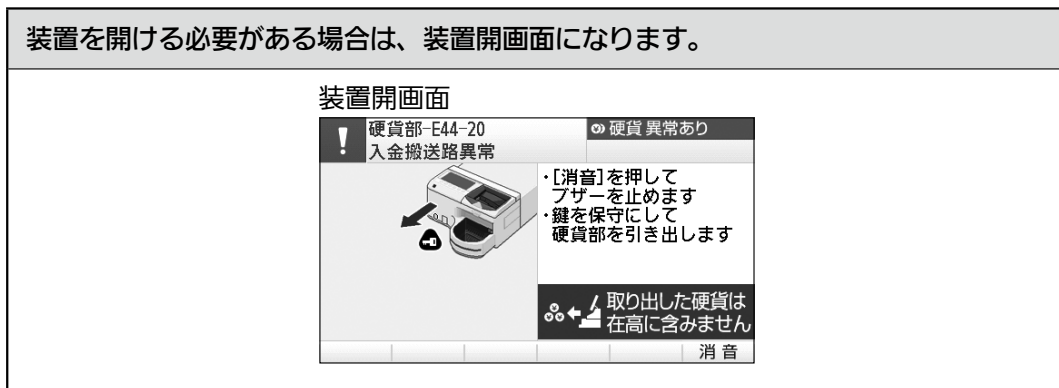 装置を開ける必要がある場合は、装置開画面になります。
装置開画面
硬貨部-E44-20
入金搬送路異常
硬貨 異常あり
・[消音]を押して
ブザーを止めます
・鍵を保守にして
硬貨部を引き出します
取り出した硬貨は
在高に含みません
消 音